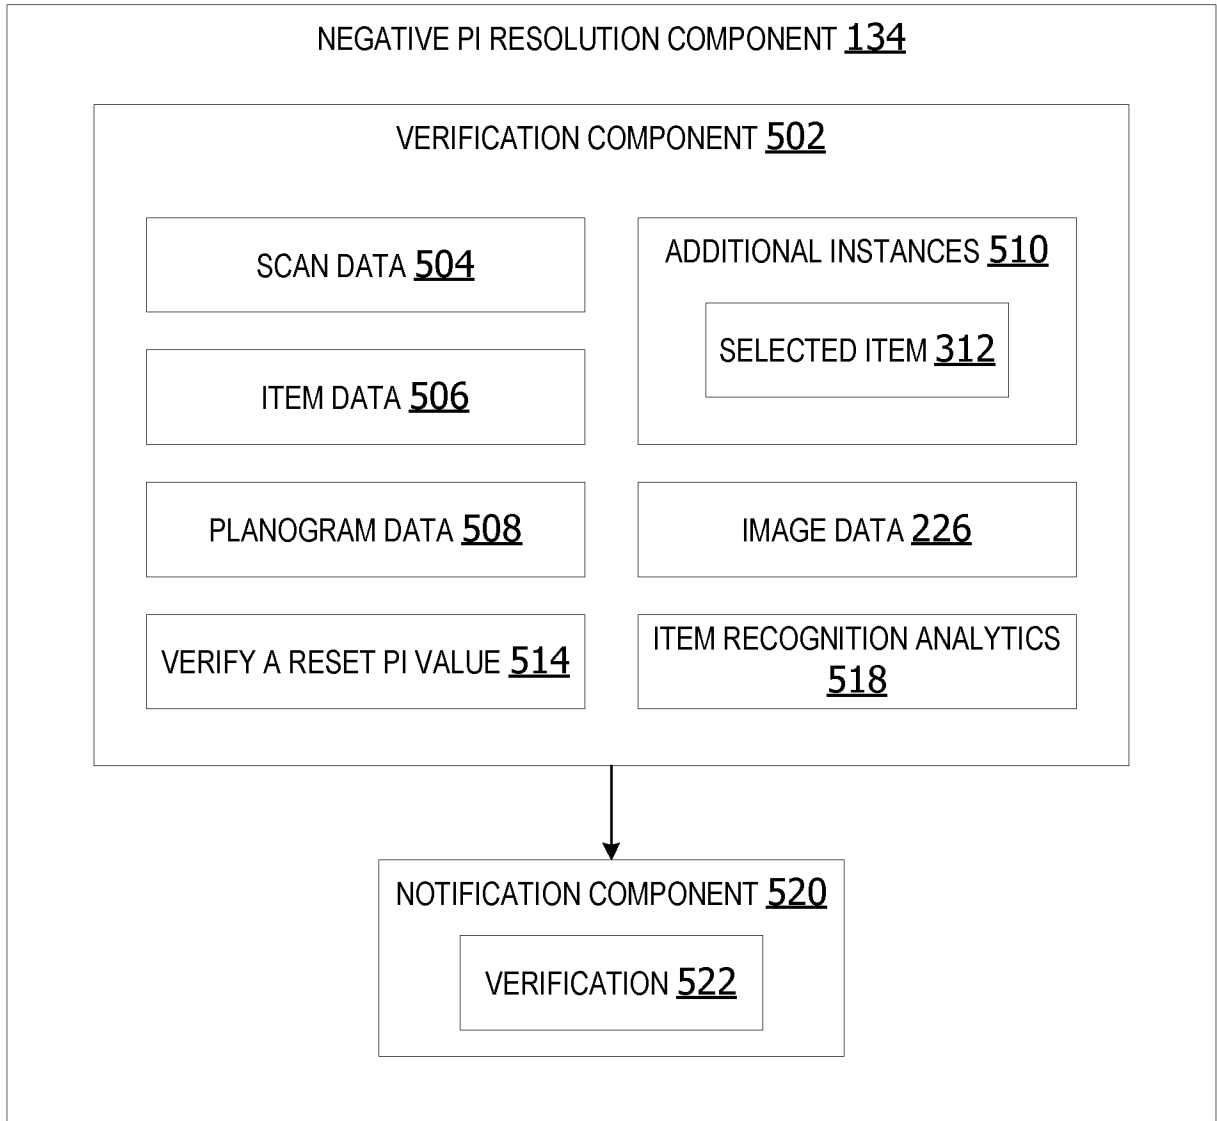 NEGATIVE PI RESOLUTION COMPONENT 134
VERIFICATION COMPONENT 502
SCAN DATA 504
ITEM DATA 506
PLANOGRAM DATA 508
VERIFY A RESET PI VALUE 514
ADDITIONAL INSTANCES 510
SELECTED ITEM 312
IMAGE DATA 226
ITEM RECOGNITION ANALYTICS
518
NOTIFICATION COMPONENT 520
VERIFICATION 522